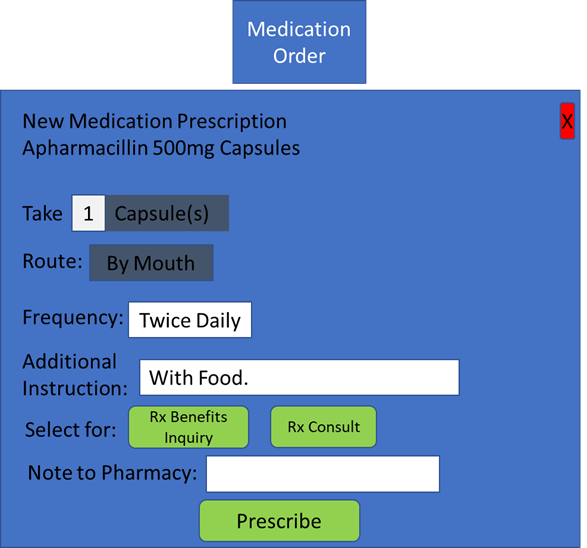 Medication
Order
New Medication Prescription
X
Apharmacillin 500mg Capsules
Take 1 Capsule(s)
Route: By Mouth
Frequency: Twice Daily
Additional
Instruction: With Food.
Select for: Rx Benefits
Inquiry Rx Consult
Note to Pharmacy:
Prescribe